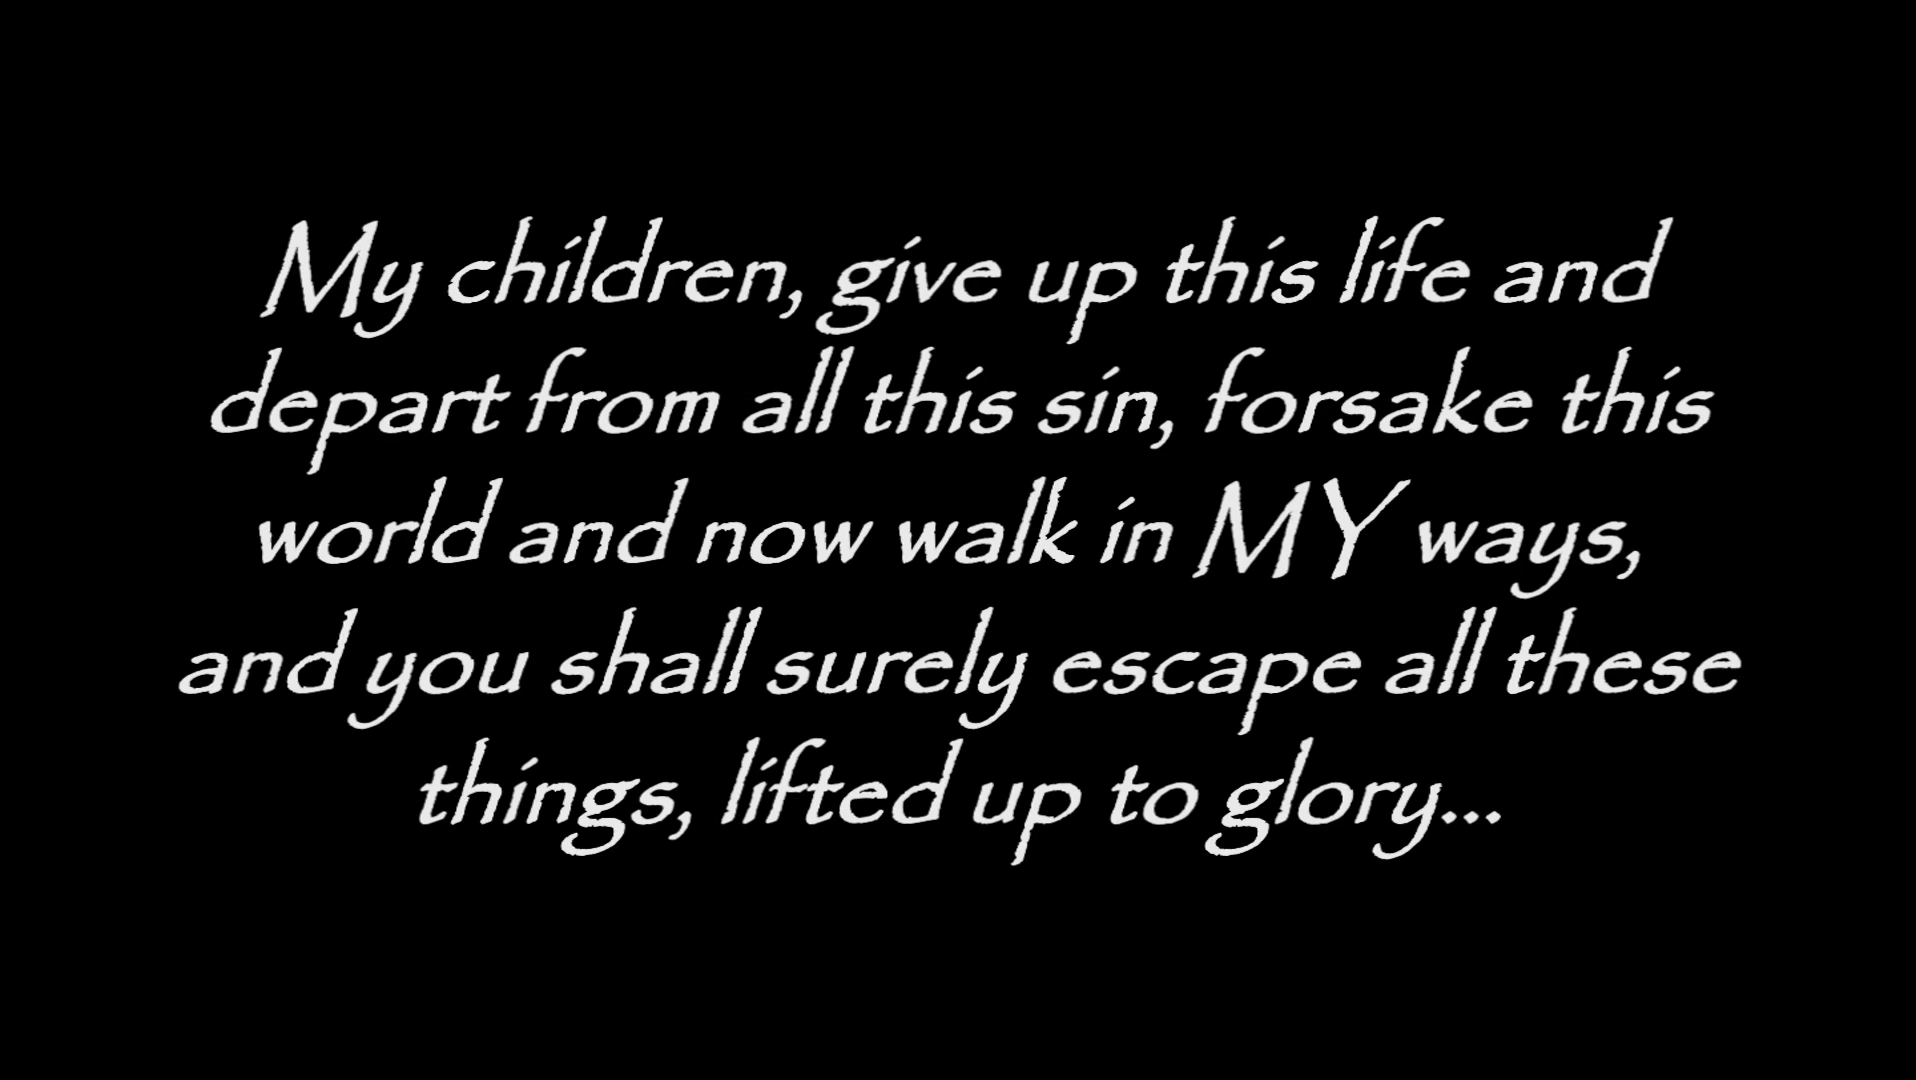 My children, give up this life and
depart from all this sin, forsake this
world and now walk in MY ways,
and you shall surely escape all these
things, lifted up to glory...